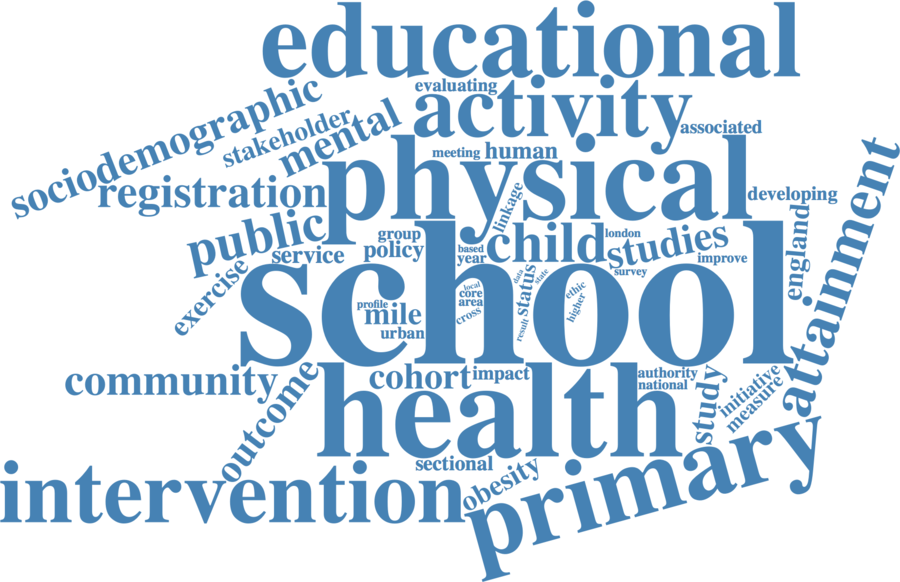 educational
evaluating
activity
associated
sociodemographic
stakeholder
mental
meeting
human
physical
registration
linkage
developing
public
group
policy
service
based
year
child
london
studies
survey
improve
england
attainment
exercise
school
profile
mile
urban
local
core
area
cross
data
state
status
result
ethic
higher
community
outcome
cohort
impact
health
authority
national
study
initiative
measure
sectional
obesity
intervention
primary